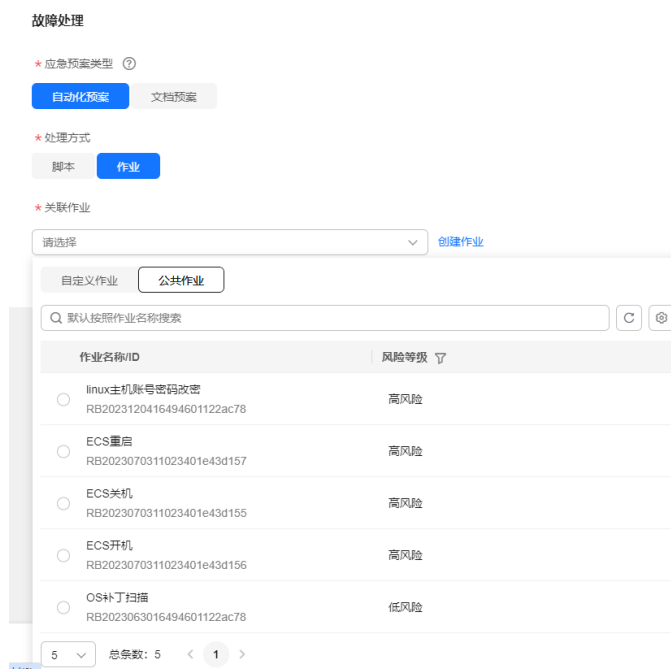 故障处理
* 应急预案类型 ?
自动化预案 文档预案
* 处理方式
脚本 作业
* 关联作业
请选择 创建作业
自定义作业 公共作业
默认按照作业名称搜索
作业名称/ID 风险等级
linux主机账号密码改密
RB2023120416494601122ac78
高风险
ECS重启
RB2023070311023401e43d157
高风险
ECS关机
RB2023070311023401e43d155
高风险
ECS开机
RB2023070311023401e43d156
高风险
OS补丁扫描
RB2023063016494601122ac78
低风险
5 总条数：5 < 1 >